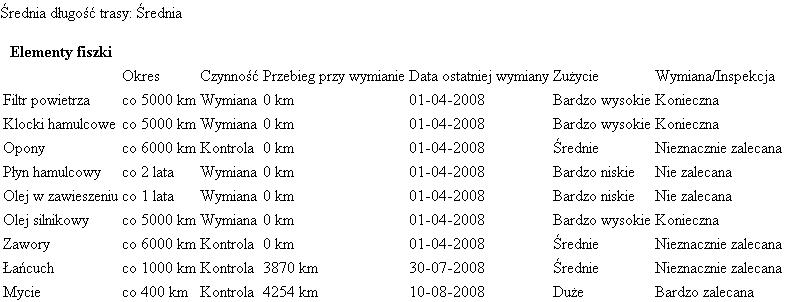 Średnia długość trasy: Średnia
Elementy fiszki
Okres Czynność Przebieg przy wymianie Data ostatniej wymiany Zużycie Wymiana/Inspekcja
Filtr powietrza co 5000 km Wymiana 0 km 01-04-2008 Bardzo wysokie Konieczna
Klocki hamulcowe co 5000 km Wymiana 0 km 01-04-2008 Bardzo wysokie Konieczna
Opony co 6000 km Kontrola 0 km 01-04-2008 Średnie Nieznacznie zalecana
Płyn hamulcowy co 2 lata Wymiana 0 km 01-04-2008 Bardzo niskie Nie zalecana
Olej w zawieszeniu co 1 lata Wymiana 0 km 01-04-2008 Bardzo niskie Nie zalecana
Olej silnikowy co 5000 km Wymiana 0 km 01-04-2008 Bardzo wysokie Konieczna
Zawory co 6000 km Kontrola 0 km 01-04-2008 Średnie Nieznacznie zalecana
Łańcuch co 1000 km Kontrola 3870 km 30-07-2008 Średnie Nieznacznie zalecana
Mycie co 400 km Kontrola 4254 km 10-08-2008 Duże Bardzo zalecana